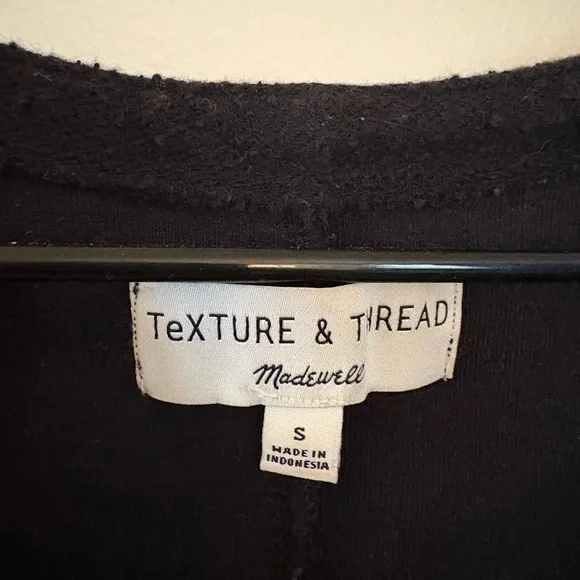 TeXTURE & THREAD
Madewell
S
MADE IN
INDONESIA